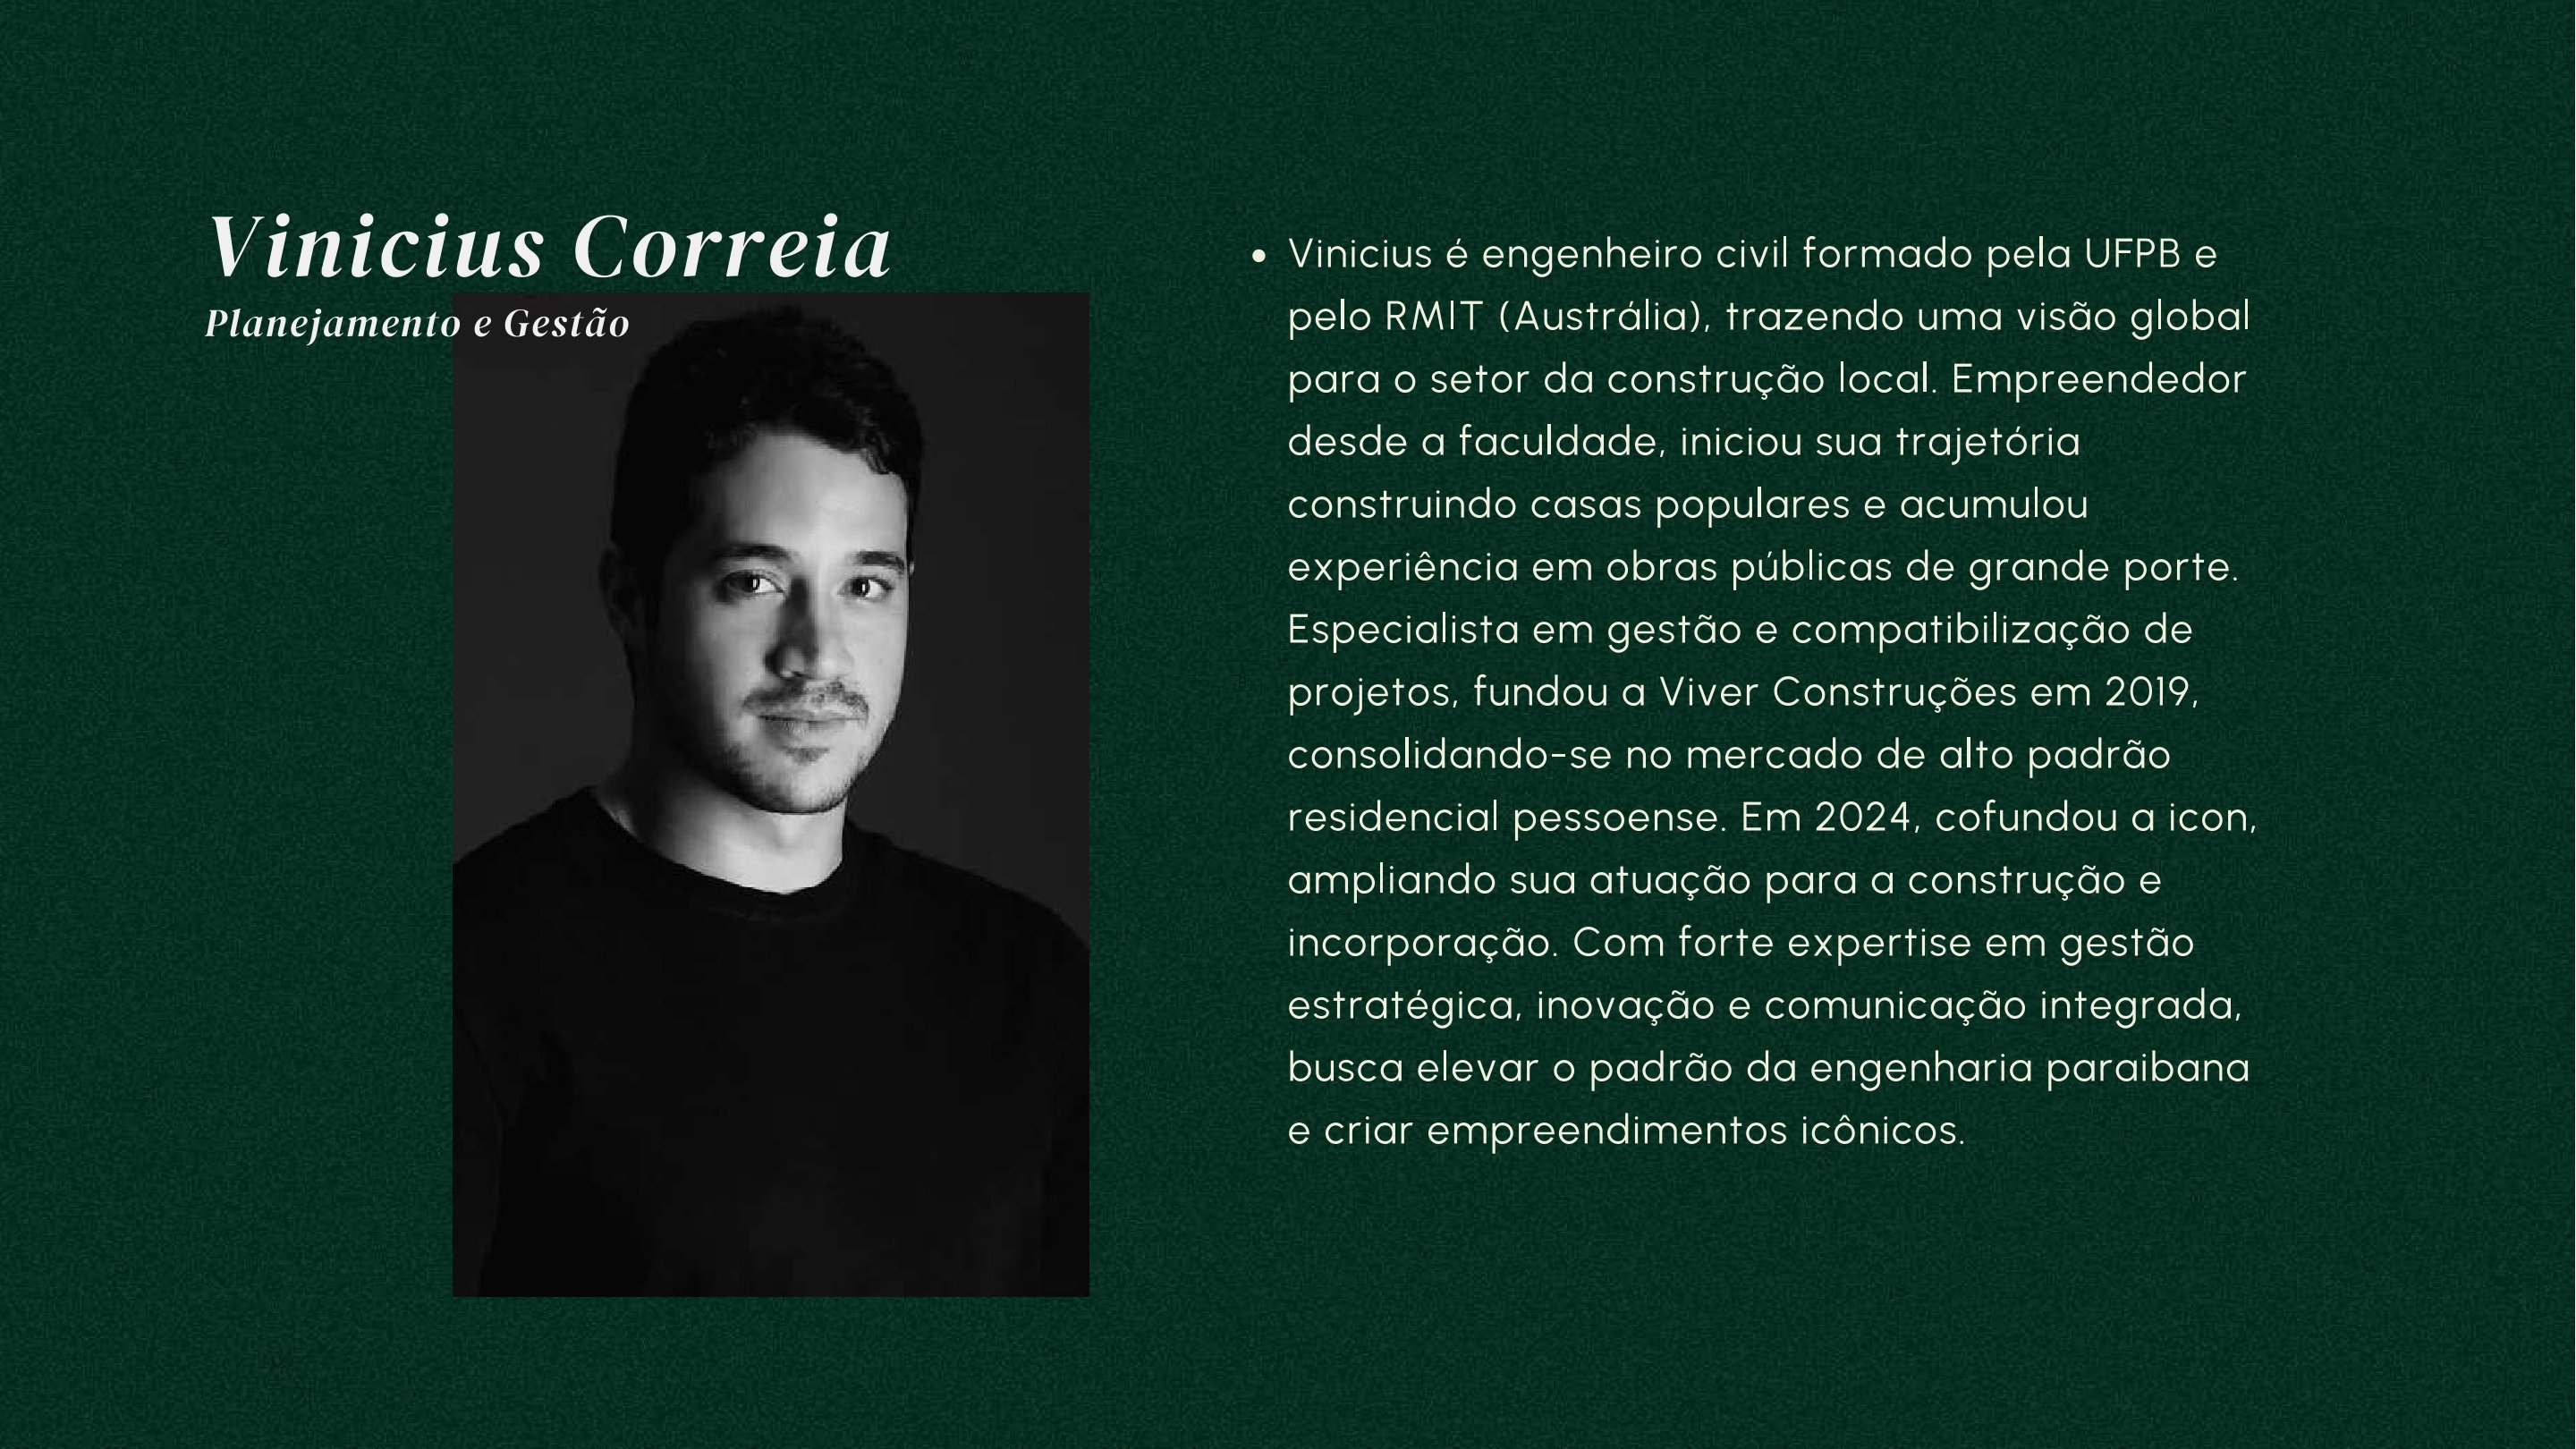 Vinicius Correia
Planejamento e Gestão
• Vinicius é engenheiro civil formado pela UFPB e
pelo RMIT (Austrália), trazendo uma visão global
para o setor da construção local. Empreendedor
desde a faculdade, iniciou sua trajetória
construindo casas populares e acumulou
experiência em obras públicas de grande porte.
Especialista em gestão e compatibilização de
projetos, fundou a Viver Construções em 2019,
consolidando-se no mercado de alto padrão
residencial pessoense. Em 2024, cofundou a icon,
ampliando sua atuação para a construção e
incorporação. Com forte expertise em gestão
estratégica, inovação e comunicação integrada,
busca elevar o padrão da engenharia paraibana
e criar empreendimentos icônicos.